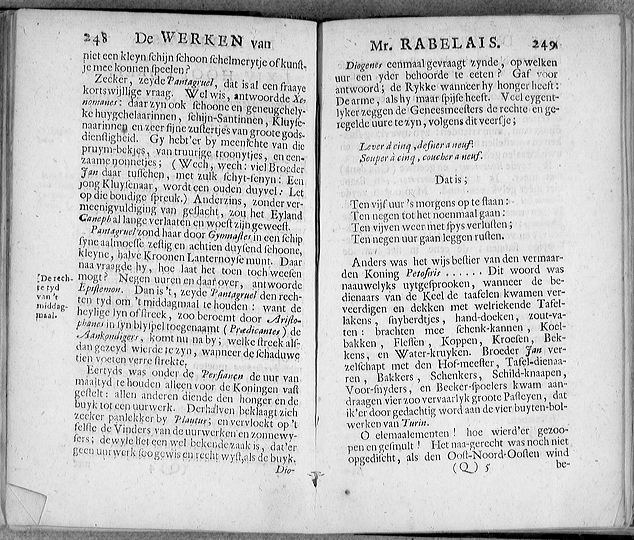 248 De WERKEN van
niet een kleyn schijn schoon schelmerytje of kunst-
je mee konnen speelen?
Zecker, zeyde Pantagruel, dat is al een fraaye
kortswijllige vraag. Wel wis, antwoordde Xe-
nomanes: daar zyn ook schoone en geneugchely-
ke huygchelaarinnen, schijn-Santinnen, Kluyse-
naarinnen en zeer fijne zustertjes van groote gods-
dienstigheid. Gy hebt'er by meenschte van die
pruym-bekjes, van truurige troonytjes, en een-
zaame nonnetjes; (Wech, wech: viel Broeder
Jan daar tusschen, met zulk schyt-senyn: Een
jong Kluysenaar, wordt een ouden duyvel: Let
op die boudige spreuk.) Anderzins, zonder ver-
meenigvuldiging van geslacht, zou het Eyland
Caneph al lange verlaaten en woest zijn geweest.
Pantagruel zond haar door Gymnaster in een schip
syne aalmoesse zestig en achtien duysend schoone,
kleyne, halve Kroonen Lanternoyse munt. Daar
naa vraagde hy, hoe laat het toen toch weesen
mogt? Negen uuren en daar over, antwoorde
Epistemon. Dan is 't, zeyde Pantagruel den rech-
ten tyd om 't middagmaal te houden: want de
heylige lyn of streek, zoo beroemt door Aristo-
phanes in syn blyspel toegenaamt (Predicantes) de
Aankondigers, komt nu na by; welke streek als-
dan gezeyd wierde te zyn, wanneer de schaduwe
tien voeten verre strekte.
[De rech-
te tyd
van 't
middag-
maal.
Eertyds was onder de Persianen de uur van
maaltyd te houden alleen voor de Koningen vast
gestelt: allen anderen diende den honger en de
buyk tot een uurwerk. Derhalven beklaagt zich
zeeker panlekker by Plautus; en vervloekt op 't
felste de Vinders van de uurwerken en zonnewy-
sers; dewyle het een wel bekende zaak is, dat'er
geen uurwerk soo gewis en recht wyst, als de buyk.
Dio-
Mr. RABELAIS. 249
Diogenes eenmaal gevraagt zynde, op welken
uur een yder behoorde te eeten? Gaf voor
antwoord; de Rykke wanneer hy honger heeft:
De arme, als hy maar spijse heeft. Veel eygent-
lyker zeggen de Geneesmeesters de rechte en ge-
regelde uure te zyn, volgens dit veersje;
Lever à cinq, desner a neuf:
Souper à cinq, coucher a neuf.
Dat is;
Ten vijf uur 's morgens op te staan:
Ten negen tot het noenmaal gaan:
Ten vijven weer met spys verlusten;
Ten negen uur gaan leggen rusten.
Anders was het wijs bestier van den vermaar-
den Koning Petosiris . . . . . . Dit woord was
naauwelyks uytgesprooken, wanneer de be-
dienaars van de Keel de taafelen kwamen ver-
veerdigen en dekken met welriekende Tafel-
lakens, snyberdtjes, hand-doeken, zout-va-
ten: brachten mee schenk-kannen, Koel-
bakken, Flessen, Koppen, Kroesen, Bek-
kens, en Water-kruyken. Broeder Jan ver-
zelschapt met den Hof-meester, Tafel-dienaa-
ren, Bakkers, Schenkers, Schild-knaapen,
Voor-snyders, en Beeker-spoelers kwam aan-
draagen vier zoo vervaarlyk groote Pasteyen, dat
ik'er door gedachtig word aan de vier buyten-bol-
werken van Turin.
O elemaalementen! hoe wierd'er gezoo-
pen en gesmult! Het naa-gerecht was noch niet
opgedischt, als den Oost-Noord-Oosten wind
(Q) 5 be-